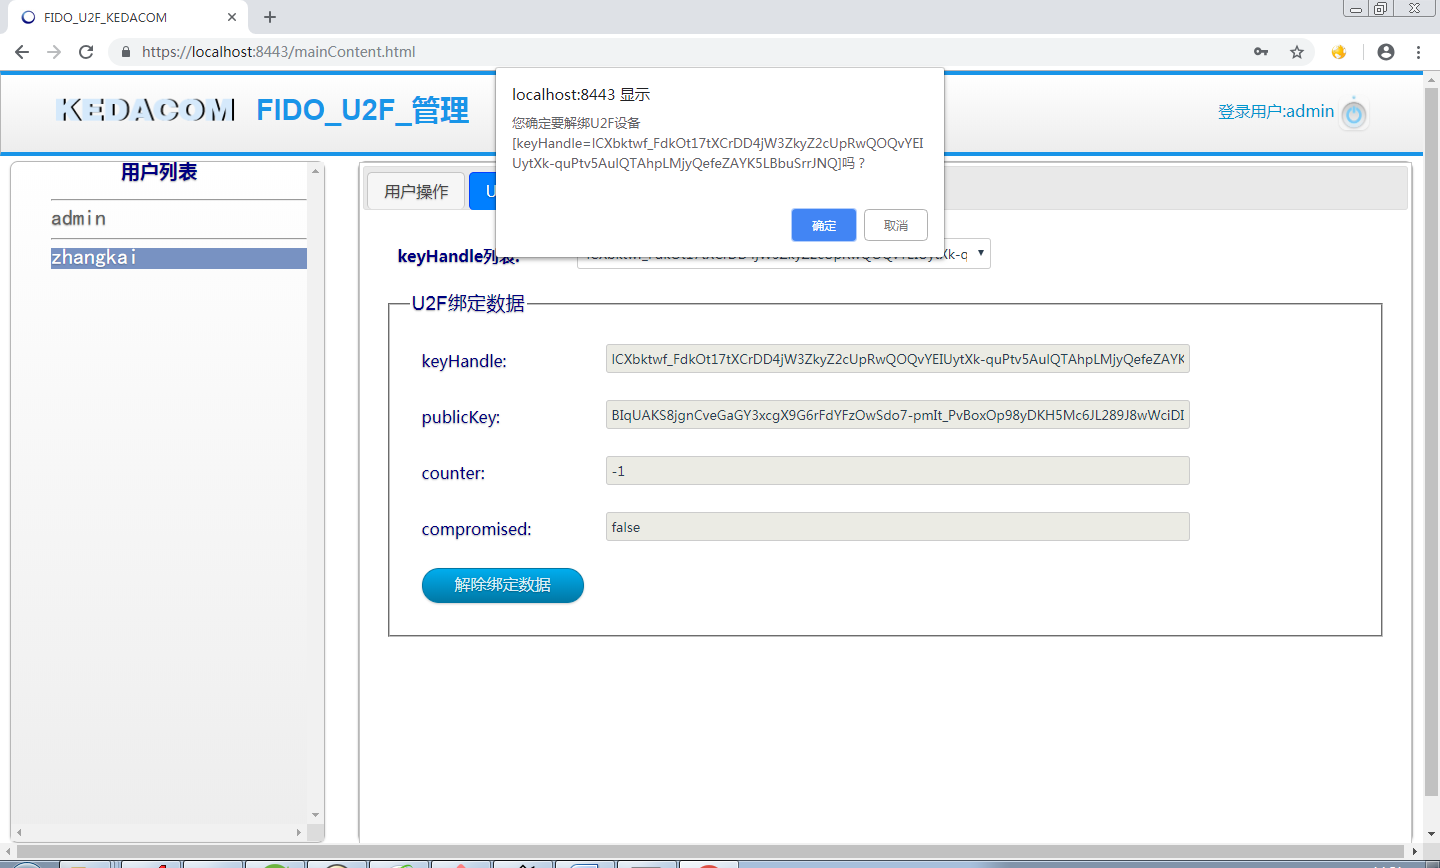 FIDO_U2F_KEDACOM
https://localhost:8443/mainContent.html
KEDACOM FIDO_U2F_管理
登录用户:admin
localhost:8443 显示
您确定要解绑U2F设备
[keyHandle=lCXbktwf_FdkOt17tXCrDD4jW3ZkyZ2cUpRwQOQvYEI
UytXk-quPtv5AulQTAhpLMjyQefeZAYK5LBbuSrrJNQ]吗？
确定 取消
用户列表
admin
zhangkai
用户操作
keyHandle列表:
U2F绑定数据
keyHandle: lCXbktwf_FdkOt17tXCrDD4jW3ZkyZ2cUpRwQOQvYEIUytXk-quPtv5AulQTAhpLMjyQefeZAYK
publicKey: BIqUAKS8jgnCveGaGY3xcgX9G6rFdYFzOwSdo7-pmIt_PvBoxOp98yDKH5Mc6JL289J8wWciDI
counter: -1
compromised: false
解除绑定数据